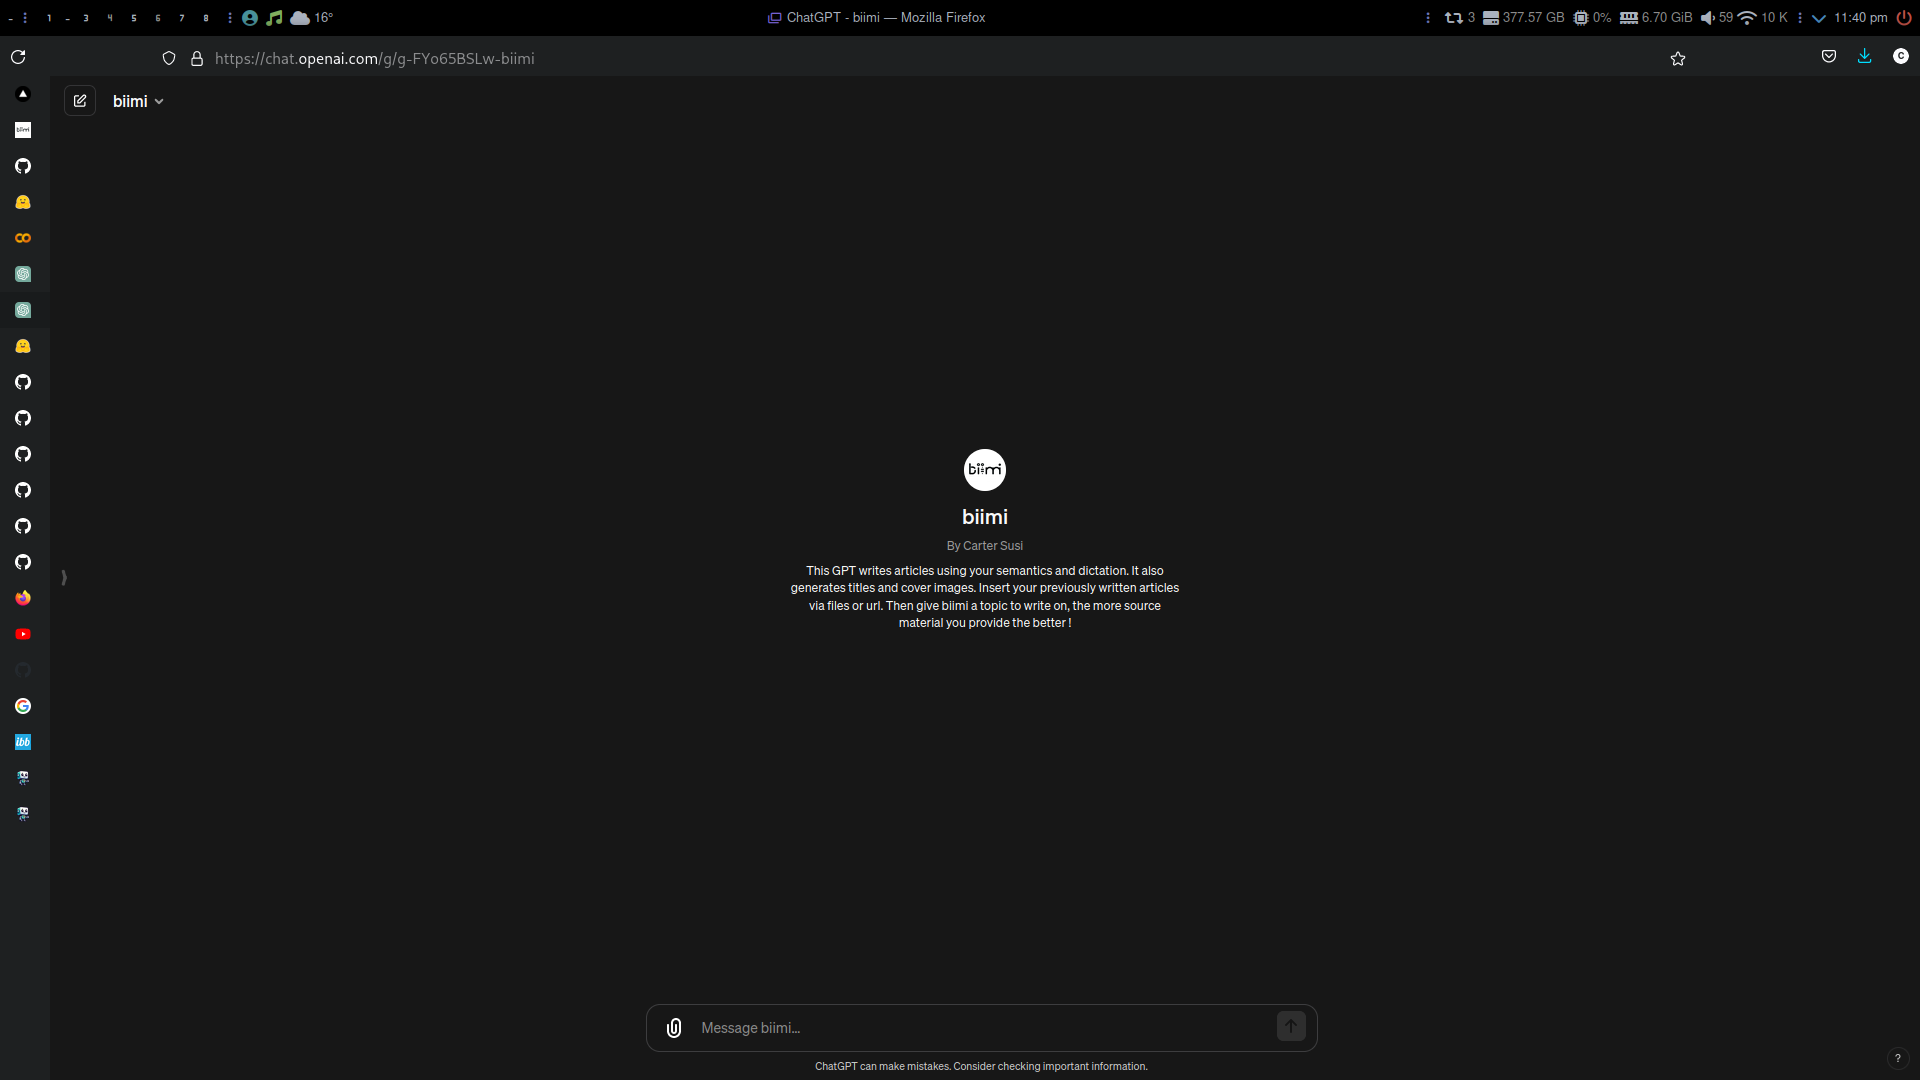 1 - 3 4 5 6 7 8 16° ChatGPT - biimi — Mozilla Firefox 3 377.57 GB 0% 6.70 GiB 59 10 K 11:40 pm
https://chat.openai.com/g/g-FYo65BSLw-biimi C
biimi
biimi
ibb
biimi
biimi
By Carter Susi
This GPT writes articles using your semantics and dictation. It also
generates titles and cover images. Insert your previously written articles
via files or url. Then give biimi a topic to write on, the more source
material you provide the better !
Message biimi...
ChatGPT can make mistakes. Consider checking important information.
?